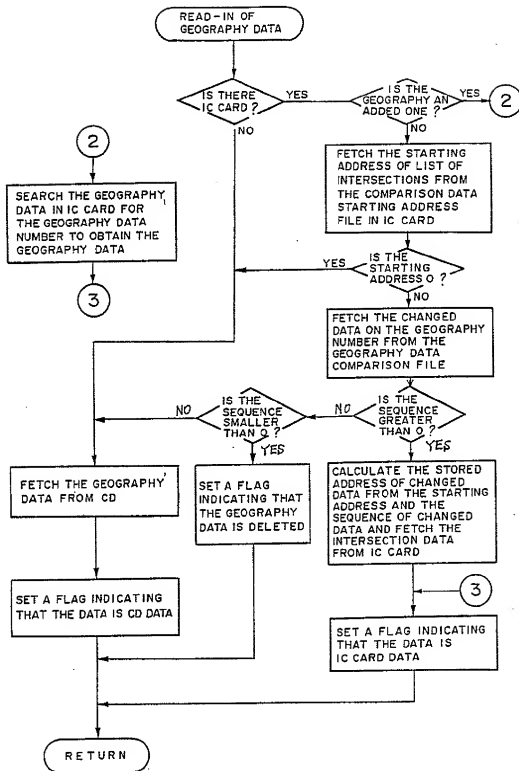 READ-IN OF
GEOGRAPHY DATA
IS THERE
IC CARD ?
YES
NO
IS THE
GEOGRAPHY AN
ADDED ONE ?
YES
2
NO
FETCH THE STARTING
ADDRESS OF LIST OF
INTERSECTIONS FROM
THE COMPARISON DATA
STARTING ADDRESS
FILE IN IC CARD
2
SEARCH THE GEOGRAPHY
DATA IN IC CARD FOR
THE GEOGRAPHY DATA
NUMBER TO OBTAIN THE
GEOGRAPHY DATA
3
IS THE
STARTING
ADDRESS 0 ?
YES
NO
FETCH THE CHANGED
DATA ON THE GEOGRAPHY
NUMBER FROM THE
GEOGRAPHY DATA
COMPARISON FILE
IS THE
SEQUENCE
GREATER
THAN 0 ?
NO
YES
IS THE
SEQUENCE
SMALLER
THAN 0 ?
NO
YES
FETCH THE GEOGRAPHY
DATA FROM CD
SET A FLAG
INDICATING THAT
THE GEOGRAPHY
DATA IS DELETED
CALCULATE THE STORED
ADDRESS OF CHANGED
DATA FROM THE STARTING
ADDRESS AND THE
SEQUENCE OF CHANGED
DATA AND FETCH THE
INTERSECTION DATA
FROM IC CARD
SET A FLAG INDICATING
THAT THE DATA IS CD DATA
3
SET A FLAG INDICATING
THAT THE DATA IS
IC CARD DATA
RETURN